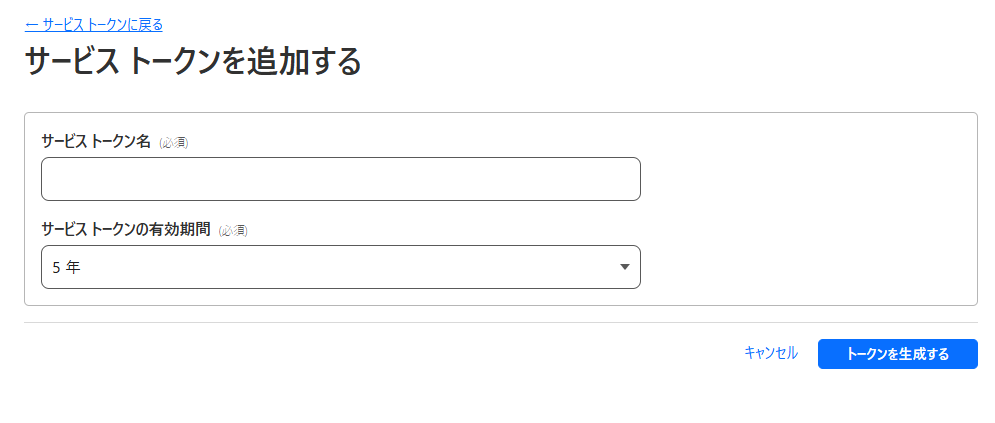 ← サービス トークンに戻る
サービス トークンを追加する
サービス トークン名 (必須)
サービス トークンの有効期間 (必須)
5 年
キャンセル
トークンを生成する